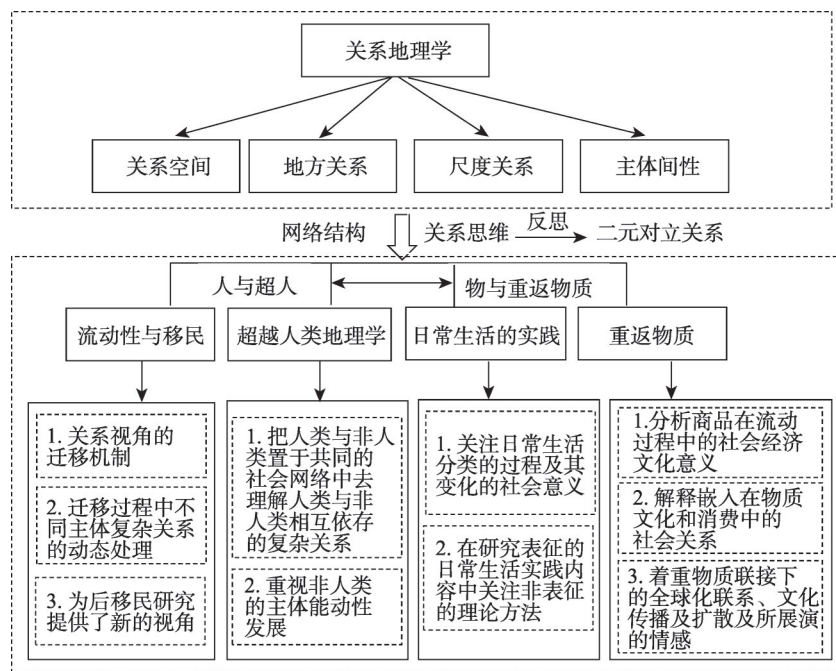 关系地理学
关系空间
地方关系
尺度关系
主体间性
网络结构
关系思维
反思
二元对立关系
人与超人
物与重返物质
流动性与移民
超越人类地理学
日常生活的实践
重返物质
1. 关系视角的
迁移机制
2. 迁移过程中不
同主体复杂关系
的动态处理
3. 为后移民研究
提供了新的视角
1. 把人类与非人
类置于共同的
社会网络中去
理解人类与非
人类相互依存
的复杂关系
2. 重视非人类
的主体能动性
发展
1. 关注日常生活
分类的过程及其
变化的社会意义
2. 在研究表征的
日常生活实践内
容中关注非表征
的理论方法
1.分析商品在流动
过程中的社会经济
文化意义
2. 解释嵌入在物质
文化和消费中的
社会关系
3. 着重物质联接下
的全球化联系、文化
传播及扩散及所展演
的情感